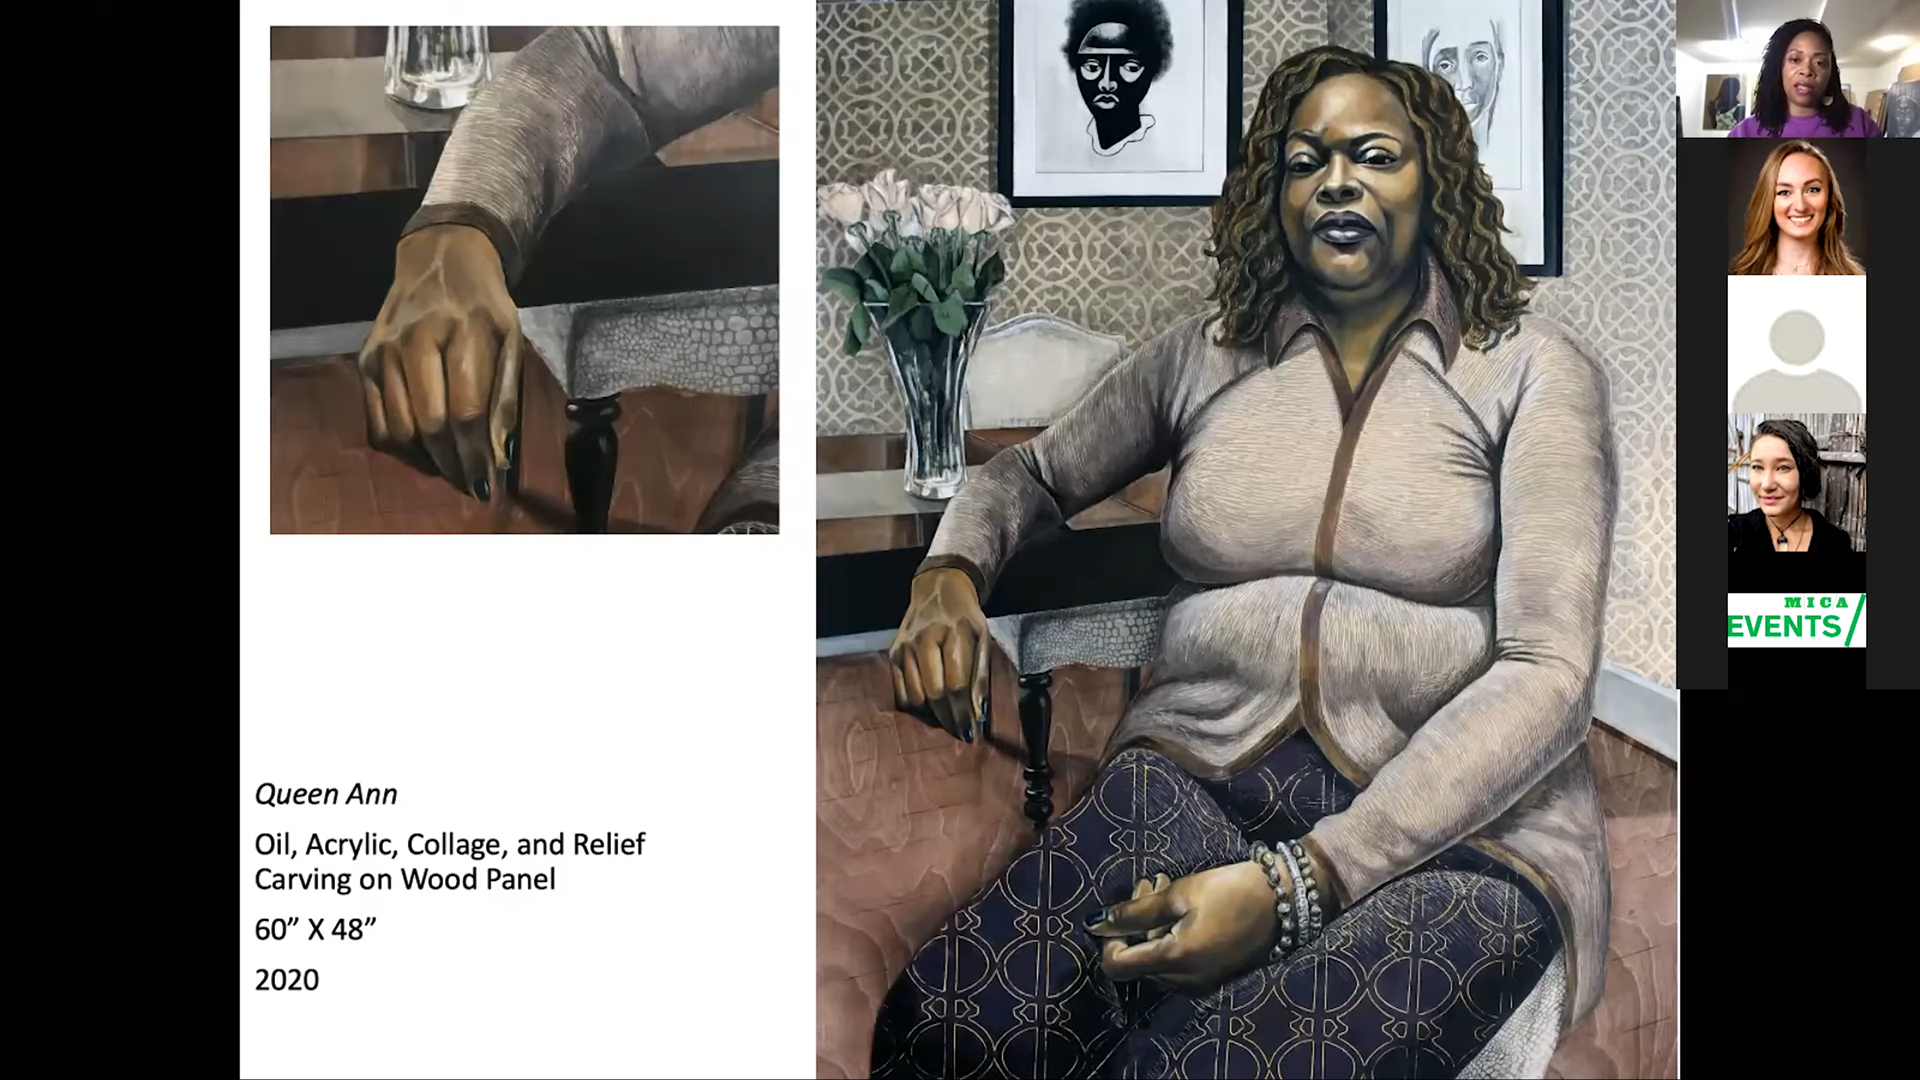 Queen Ann
Oil, Acrylic, Collage, and Relief
Carving on Wood Panel
60” X 48”
2020
MICA
EVENTS/